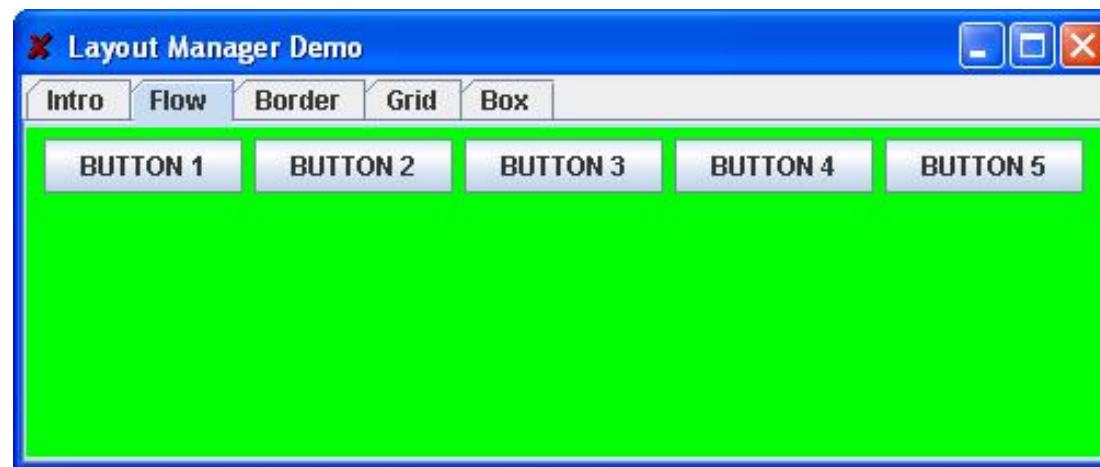 Layout Manager Demo
Intro Flow Border Grid Box
BUTTON 1 BUTTON 2 BUTTON 3 BUTTON 4 BUTTON 5